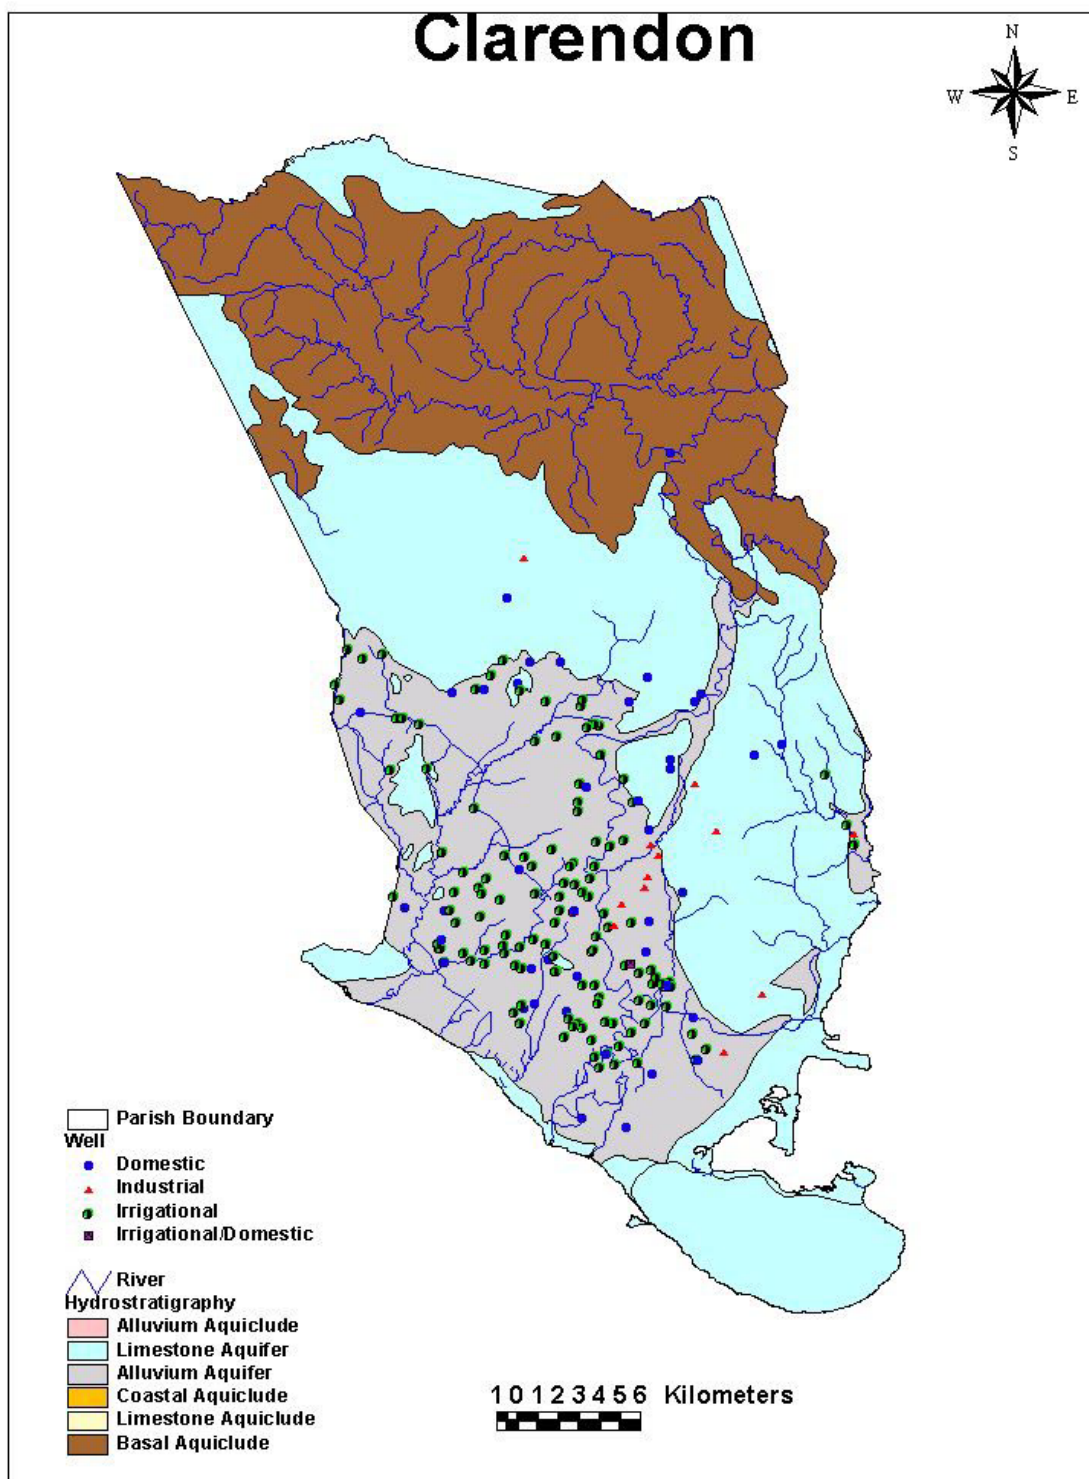 Clarendon
N
W E
S
Parish Boundary
Well
Domestic
Industrial
Irrigational
Irrigational/Domestic
River
Hydrostratigraphy
Alluvium Aquiclude
Limestone Aquifer
Alluvium Aquifer
Coastal Aquiclude
Limestone Aquiclude
Basal Aquiclude
1 0 1 2 3 4 5 6 Kilometers